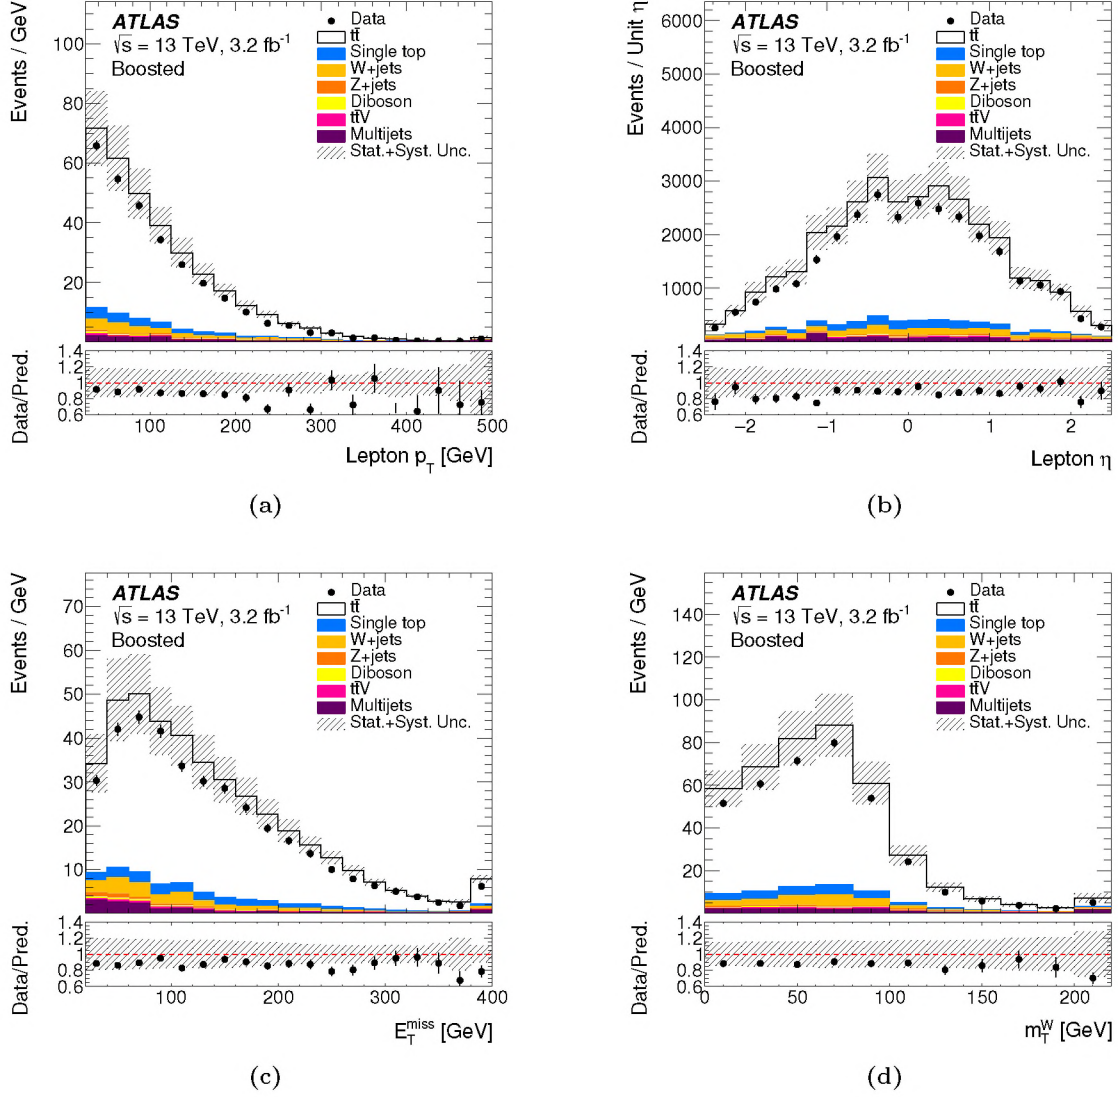 ATLAS
√s = 13 TeV, 3.2 fb⁻¹
Boosted
Data
tt̄
Single top
W+jets
Z+jets
Diboson
tt̄V
Multijets
Stat.+Syst. Unc.
Events / GeV
100
80
60
40
20
Data/Pred.
1.4
1.2
1
0.8
0.6
100 200 300 400 500
Lepton p_T [GeV]
(a)
ATLAS
√s = 13 TeV, 3.2 fb⁻¹
Boosted
Data
tt̄
Single top
W+jets
Z+jets
Diboson
tt̄V
Multijets
Stat.+Syst. Unc.
Events / Unit η
6000
5000
4000
3000
2000
1000
Data/Pred.
1.4
1.2
1
0.8
0.6
−2 −1 0 1 2
Lepton η
(b)
ATLAS
√s = 13 TeV, 3.2 fb⁻¹
Boosted
Data
tt̄
Single top
W+jets
Z+jets
Diboson
tt̄V
Multijets
Stat.+Syst. Unc.
Events / GeV
70
60
50
40
30
20
10
Data/Pred.
1.4
1.2
1
0.8
0.6
100 200 300 400
E_T^miss [GeV]
(c)
ATLAS
√s = 13 TeV, 3.2 fb⁻¹
Boosted
Data
tt̄
Single top
W+jets
Z+jets
Diboson
tt̄V
Multijets
Stat.+Syst. Unc.
Events / GeV
140
120
100
80
60
40
20
Data/Pred.
1.4
1.2
1
0.8
0.6
0 50 100 150 200
m_T^W [GeV]
(d)